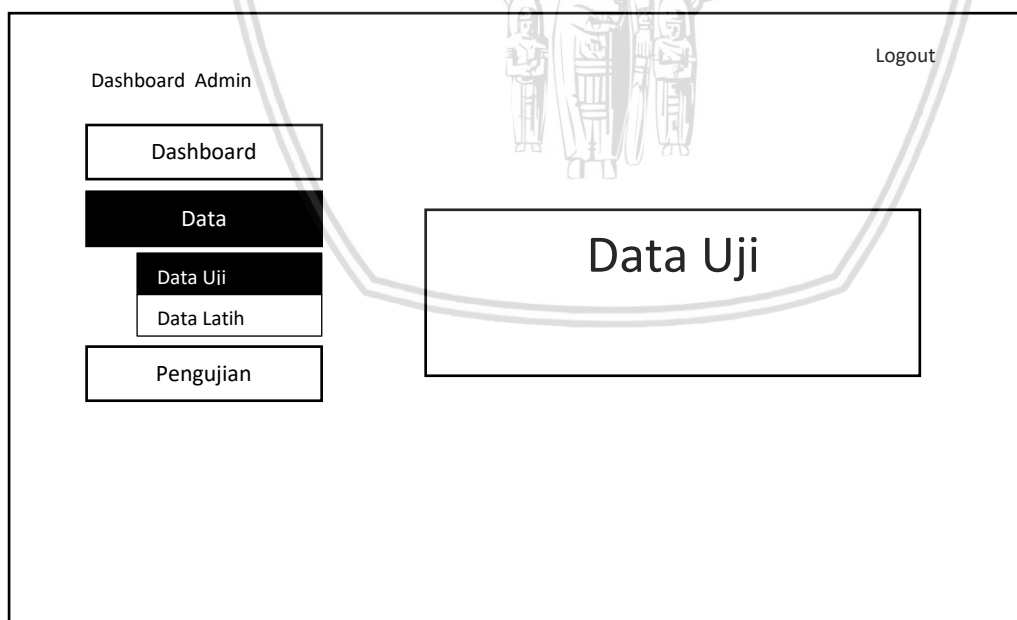 Logout
Dashboard Admin
Dashboard
Data
Data Uji
Data Latih
Pengujian
Data Uji